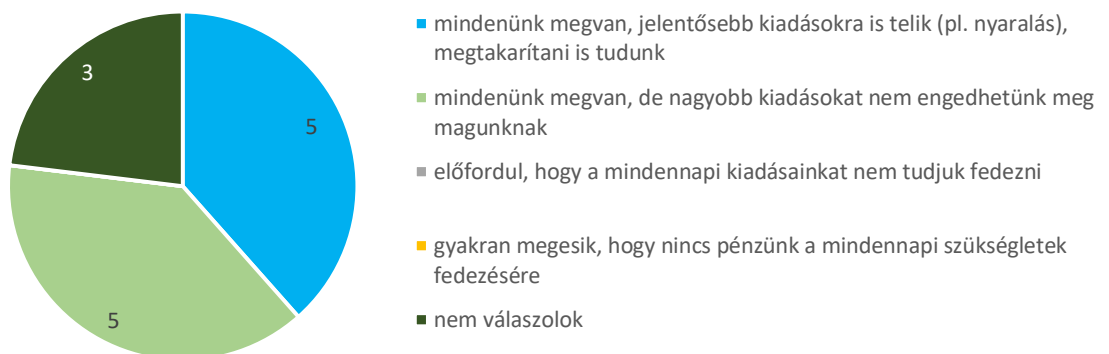 3
5
5
mindenünk megvan, jelentősebb kiadásokra is telik (pl. nyaralás),
megtakarítani is tudunk
mindenünk megvan, de nagyobb kiadásokat nem engedhetünk meg
magunknak
előfordul, hogy a mindennapi kiadásainkat nem tudjuk fedezni
gyakran megesik, hogy nincs pénzünk a mindennapi szükségletek
fedezésére
nem válaszolok